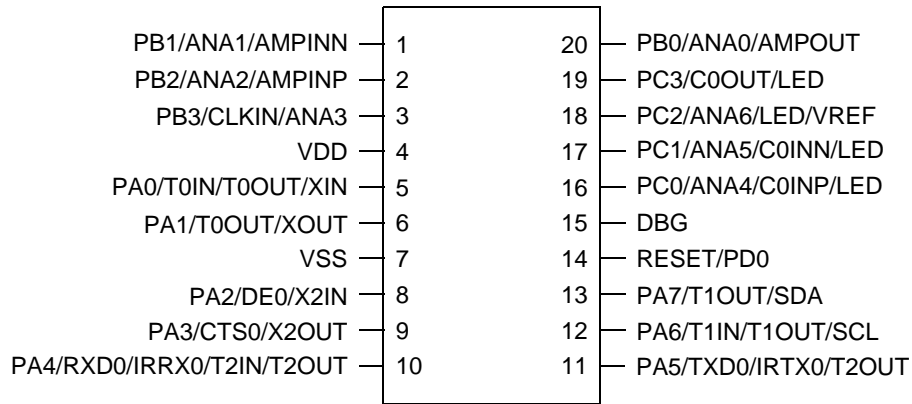 PB1/ANA1/AMPINN 1 20 PB0/ANA0/AMPOUT
PB2/ANA2/AMPINP 2 19 PC3/C0OUT/LED
PB3/CLKIN/ANA3 3 18 PC2/ANA6/LED/VREF
VDD 4 17 PC1/ANA5/C0INN/LED
PA0/T0IN/T0OUT/XIN 5 16 PC0/ANA4/C0INP/LED
PA1/T0OUT/XOUT 6 15 DBG
VSS 7 14 RESET/PD0
PA2/DE0/X2IN 8 13 PA7/T1OUT/SDA
PA3/CTS0/X2OUT 9 12 PA6/T1IN/T1OUT/SCL
PA4/RXD0/IRRX0/T2IN/T2OUT 10 11 PA5/TXD0/IRTX0/T2OUT